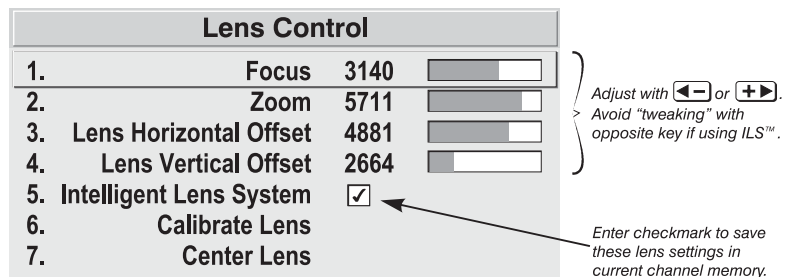 Lens Control
1. Focus 3140
2. Zoom 5711
3. Lens Horizontal Offset 4881
4. Lens Vertical Offset 2664
5. Intelligent Lens System ✓
6. Calibrate Lens
7. Center Lens
Adjust with ◀− or +▶.
Avoid “tweaking” with
opposite key if using ILS™.
Enter checkmark to save
these lens settings in
current channel memory.